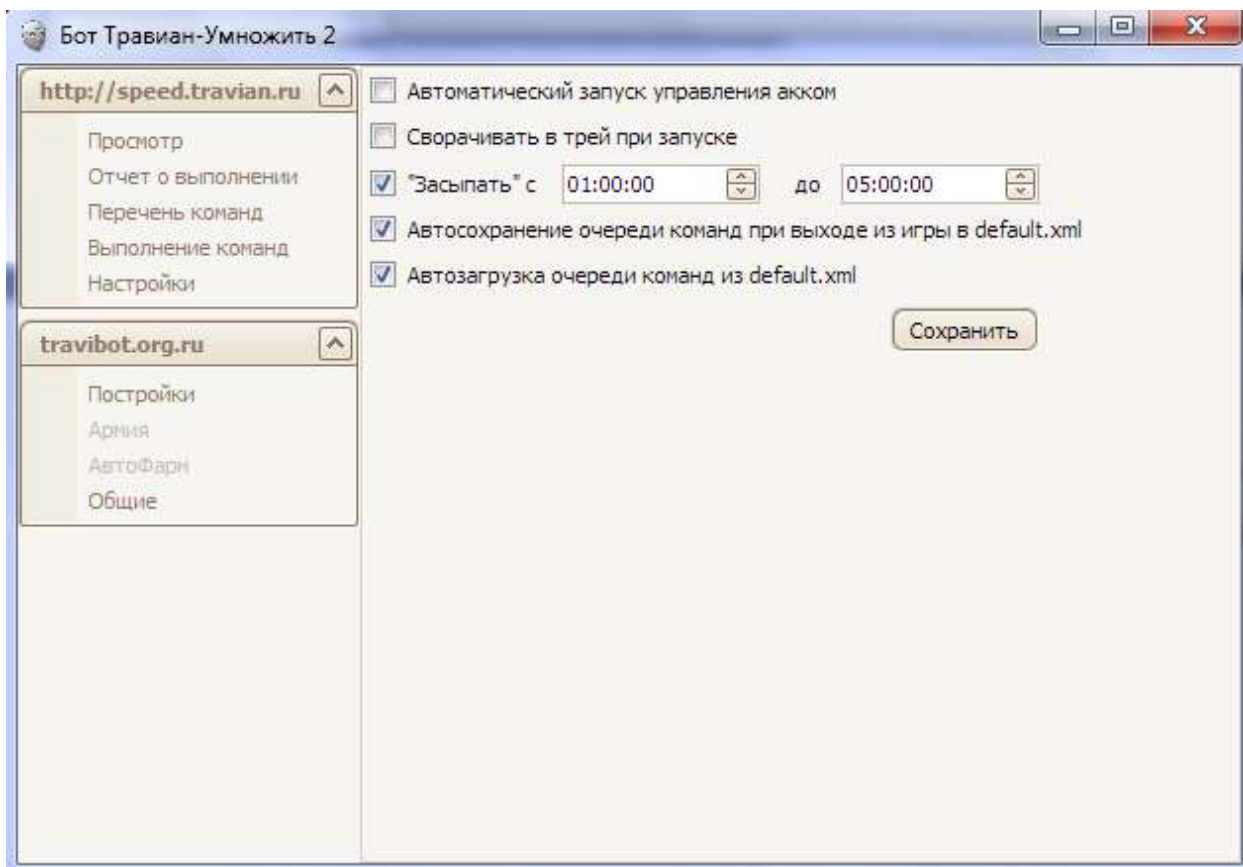 Бот Травиан-Умножить 2
http://speed.travian.ru
Просмотр
Отчет о выполнении
Перечень команд
Выполнение команд
Настройки
travibot.org.ru
Постройки
Армия
АвтоФарм
Общие
Автоматический запуск управления акком
Сворачивать в трей при запуске
"Засыпать" с 01:00:00 до 05:00:00
Автосохранение очереди команд при выходе из игры в default.xml
Автозагрузка очереди команд из default.xml
Сохранить